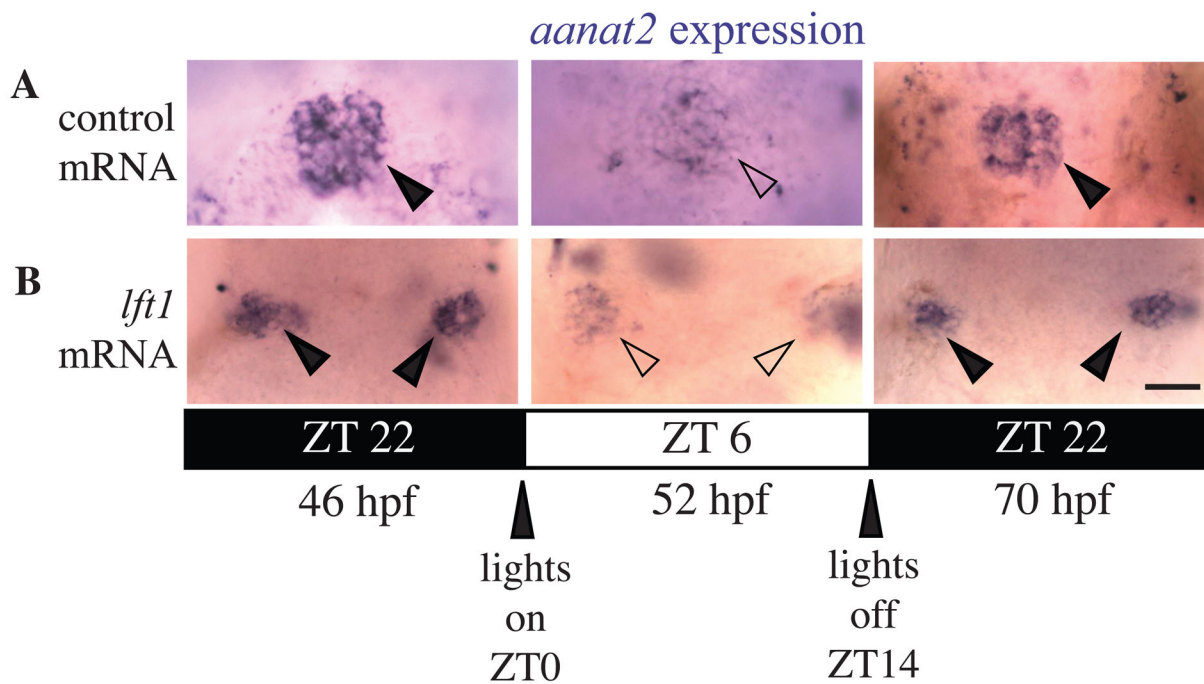 aanat2 expression
A
control
mRNA
B
lft1
mRNA
ZT 22
ZT 6
ZT 22
46 hpf
52 hpf
70 hpf
lights
on
ZT0
lights
off
ZT14